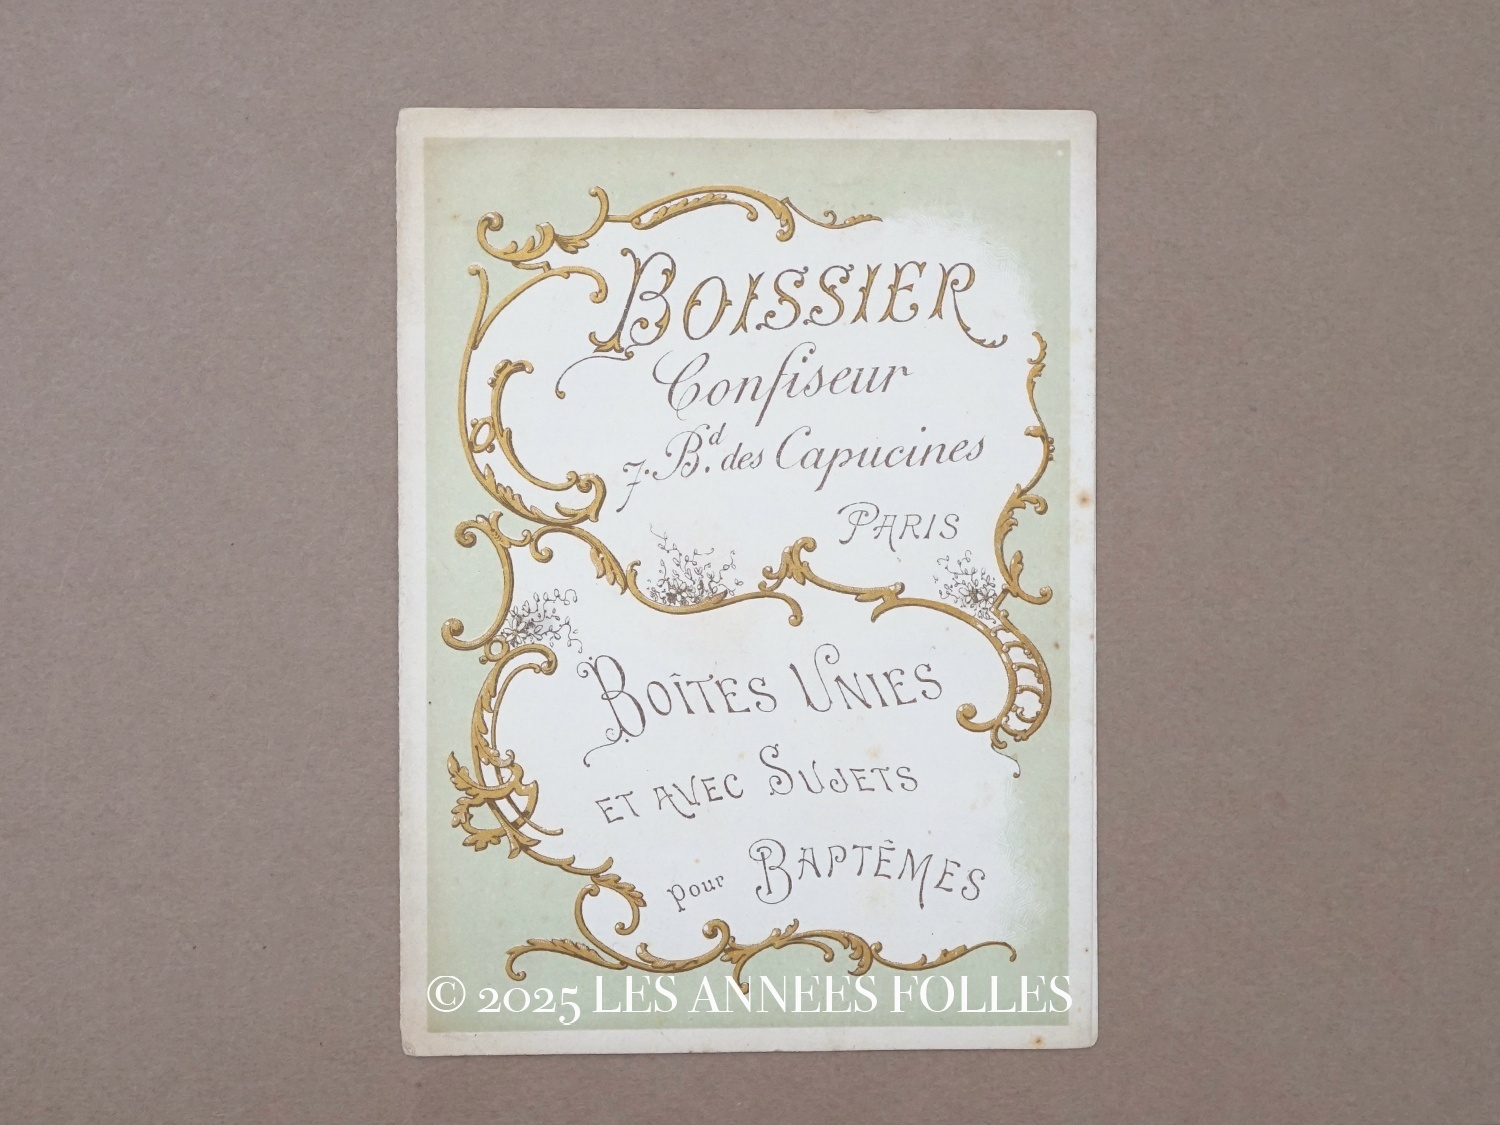 BOISSIER
Confiseur
7. Bd. des Capucines
PARIS
BOÎTES UNIES
ET AVEC SUJETS
pour BAPTÊMES
© 2025 LES ANNEES FOLLES